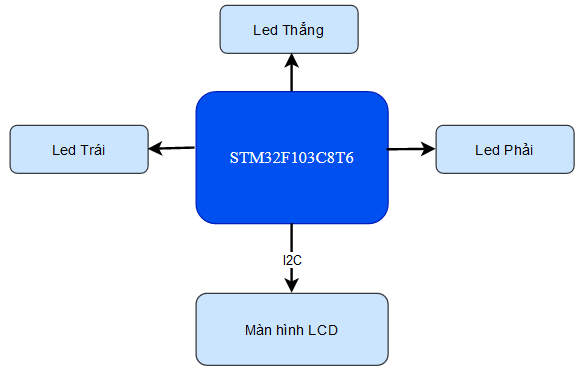 Led Thẳng
Led Trái
STM32F103C8T6
Led Phải
I2C
Màn hình LCD